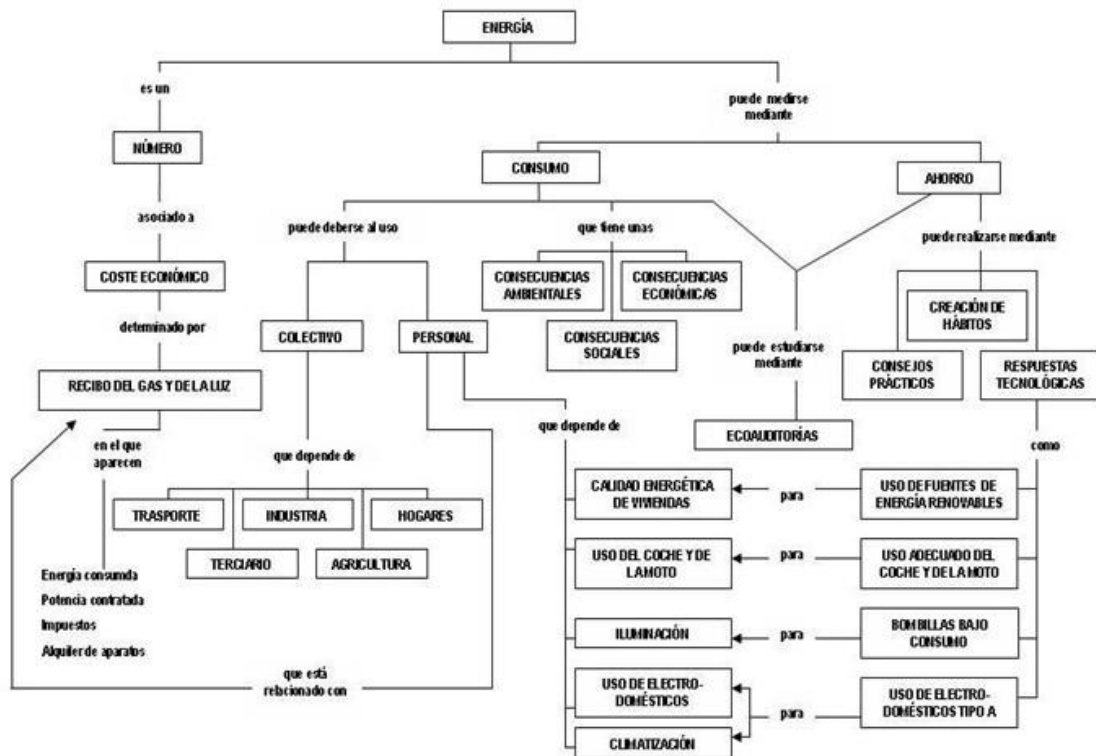 ENERGÍA
es un
puede medirse
mediante
NÚMERO
CONSUMO
AHORRO
asociado a
puede deberse al uso
que tiene unas
puede realizarse mediante
COSTE ECONÓMICO
CONSECUENCIAS
AMBIENTALES
CONSECUENCIAS
ECONÓMICAS
CREACIÓN DE
HÁBITOS
determinado por
COLECTIVO
PERSONAL
CONSECUENCIAS
SOCIALES
puede estudiarse
mediante
CONSEJOS
PRÁCTICOS
RESPUESTAS
TECNOLÓGICAS
RECIBO DEL GAS Y DE LA LUZ
en el que
aparecen
que depende de
que depende de
ECOAUDITORÍAS
como
TRASPORTE
INDUSTRIA
HOGARES
TERCIARIO
AGRICULTURA
CALIDAD ENERGÉTICA
DE VIVIENDAS
para
USO DE FUENTES DE
ENERGÍA RENOVABLES
Energía consumida
Potencia contratada
Impuestos
Alquiler de aparatos
USO DEL COCHE Y DE
LA MOTO
para
USO ADECUADO DEL
COCHE Y DE LA MOTO
ILUMINACIÓN
para
BOMBILLAS BAJO
CONSUMO
que está
relacionado con
USO DE ELECTRO-
DOMÉSTICOS
para
USO DE ELECTRO-
DOMÉSTICOS TIPO A
CLIMATIZACIÓN